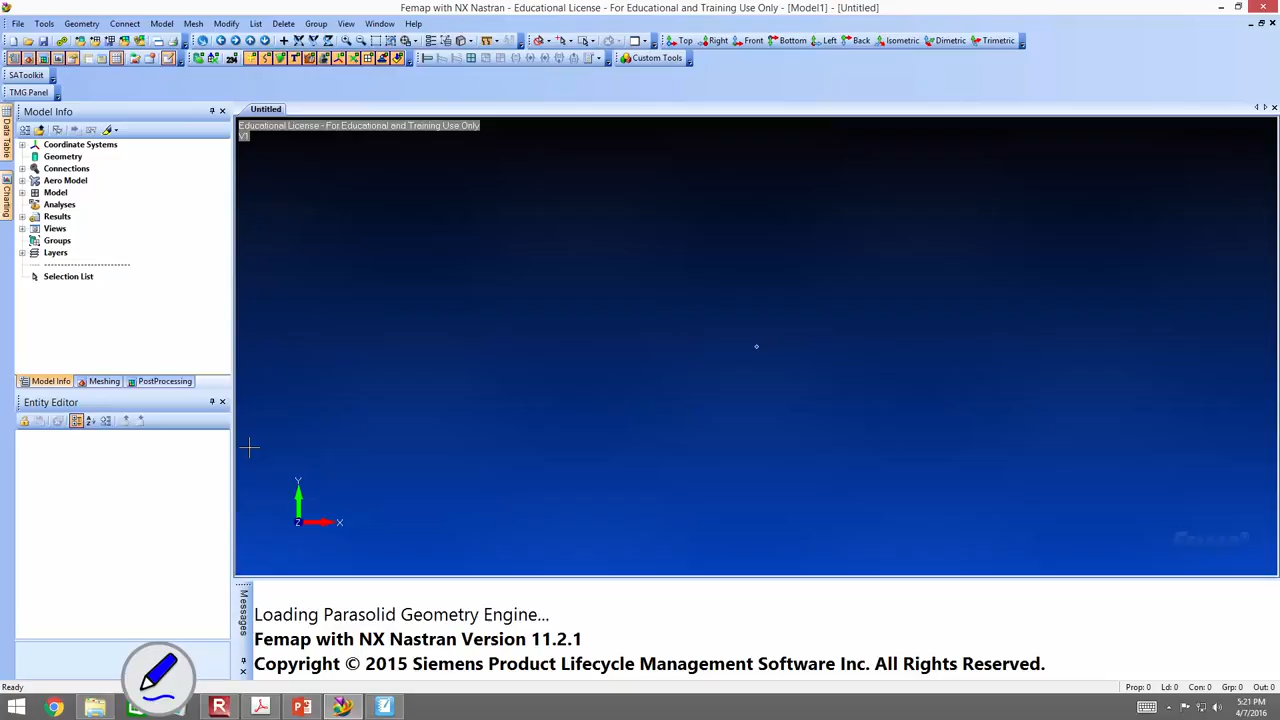 Femap with NX Nastran - Educational License - For Educational and Training Use Only - [Model1] - [Untitled]
File Tools Geometry Connect Model Mesh Modify List Delete Group View Window Help
Top Right Front Bottom Left Back Isometric Dimetric Trimetric
Custom Tools
SAToolkit
TMG Panel
Model Info
Untitled
Educational License - For Educational and Training Use Only
V1
Data Table
Charting
Coordinate Systems
Geometry
Connections
Aero Model
Model
Analyses
Results
Views
Groups
Layers
Selection List
Model Info Meshing PostProcessing
Entity Editor
Y
Z X
Femap
Messages
Loading Parasolid Geometry Engine...
Femap with NX Nastran Version 11.2.1
Copyright © 2015 Siemens Product Lifecycle Management Software Inc. All Rights Reserved.
Ready
Prop: 0 Ld: 0 Con: 0 Grp: 0 Out: 0
5:21 PM
4/7/2016